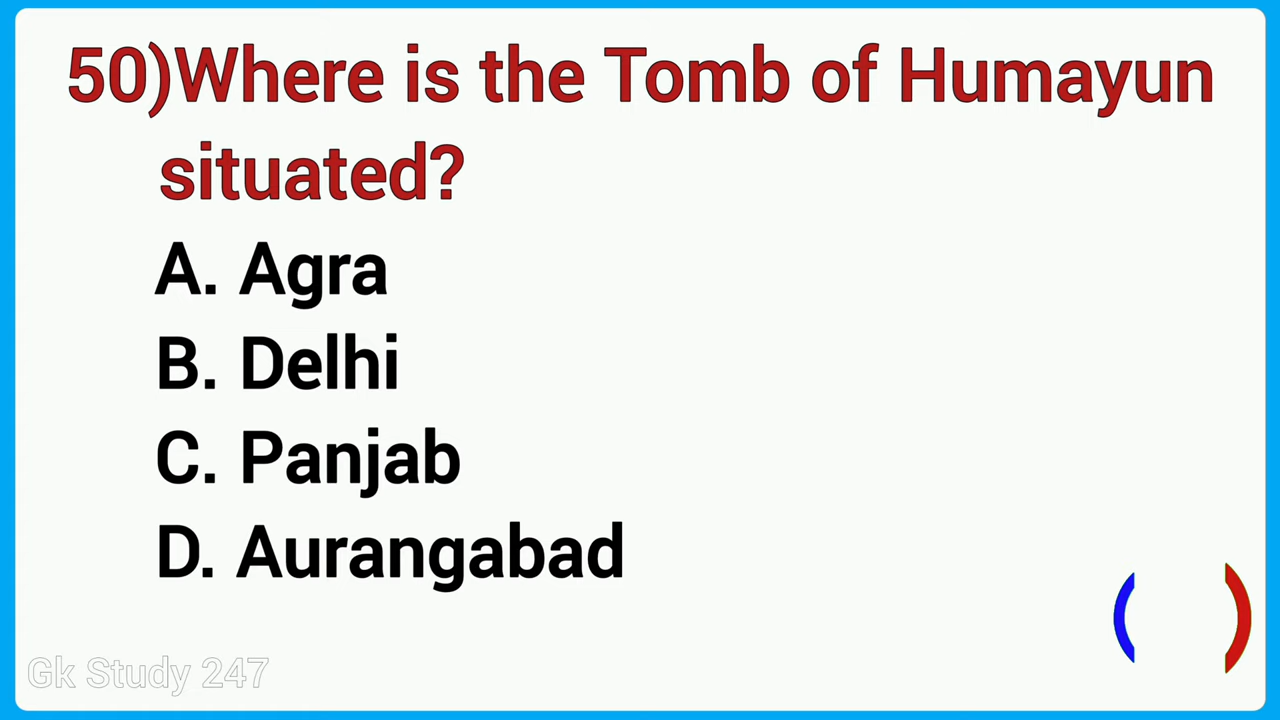 50)Where is the Tomb of Humayun
situated?
A. Agra
B. Delhi
C. Panjab
D. Aurangabad
( )
Gk Study 247